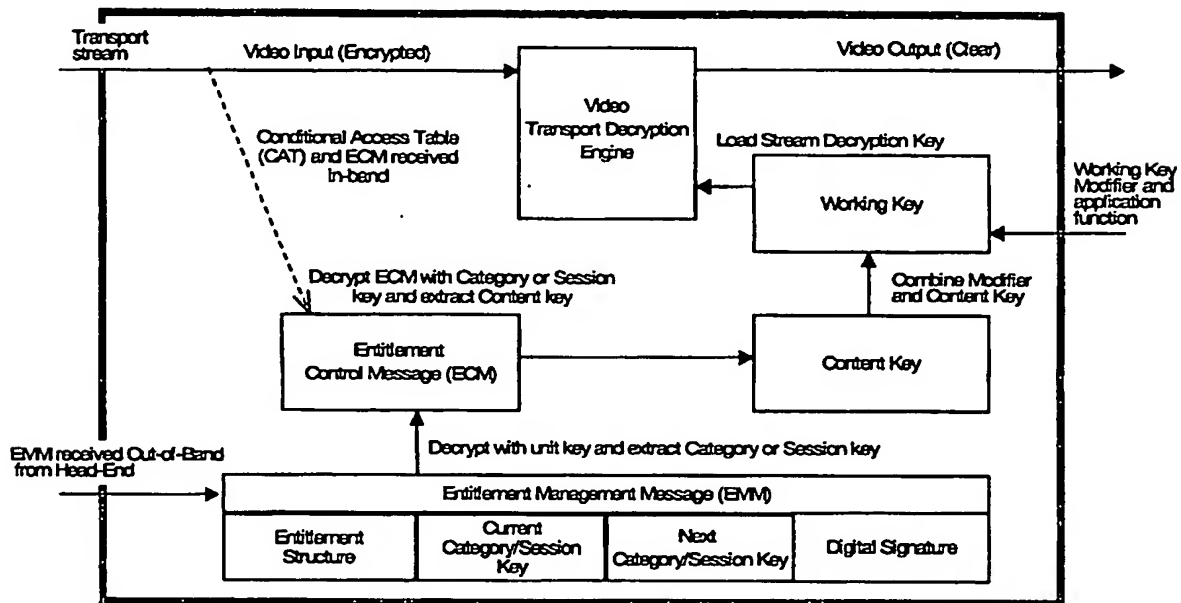 Transport
stream
Video Input (Encrypted)
Video Output (Clear)
Video
Transport Decryption
Engine
Conditional Access Table
(CAT) and ECM received
in-band
Load Stream Decryption Key
Working Key
Working Key
Modifier and
application
function
Decrypt ECM with Category or Session
key and extract Content key
Combine Modifier
and Content Key
Entitlement
Control Message (ECM)
Content Key
EMM received Out-of-Band
from Head-End
Decrypt with unit key and extract Category or Session key
Entitlement Management Message (EMM)
Entitlement
Structure
Current
Category/Session
Key
Next
Category/Session Key
Digital Signature